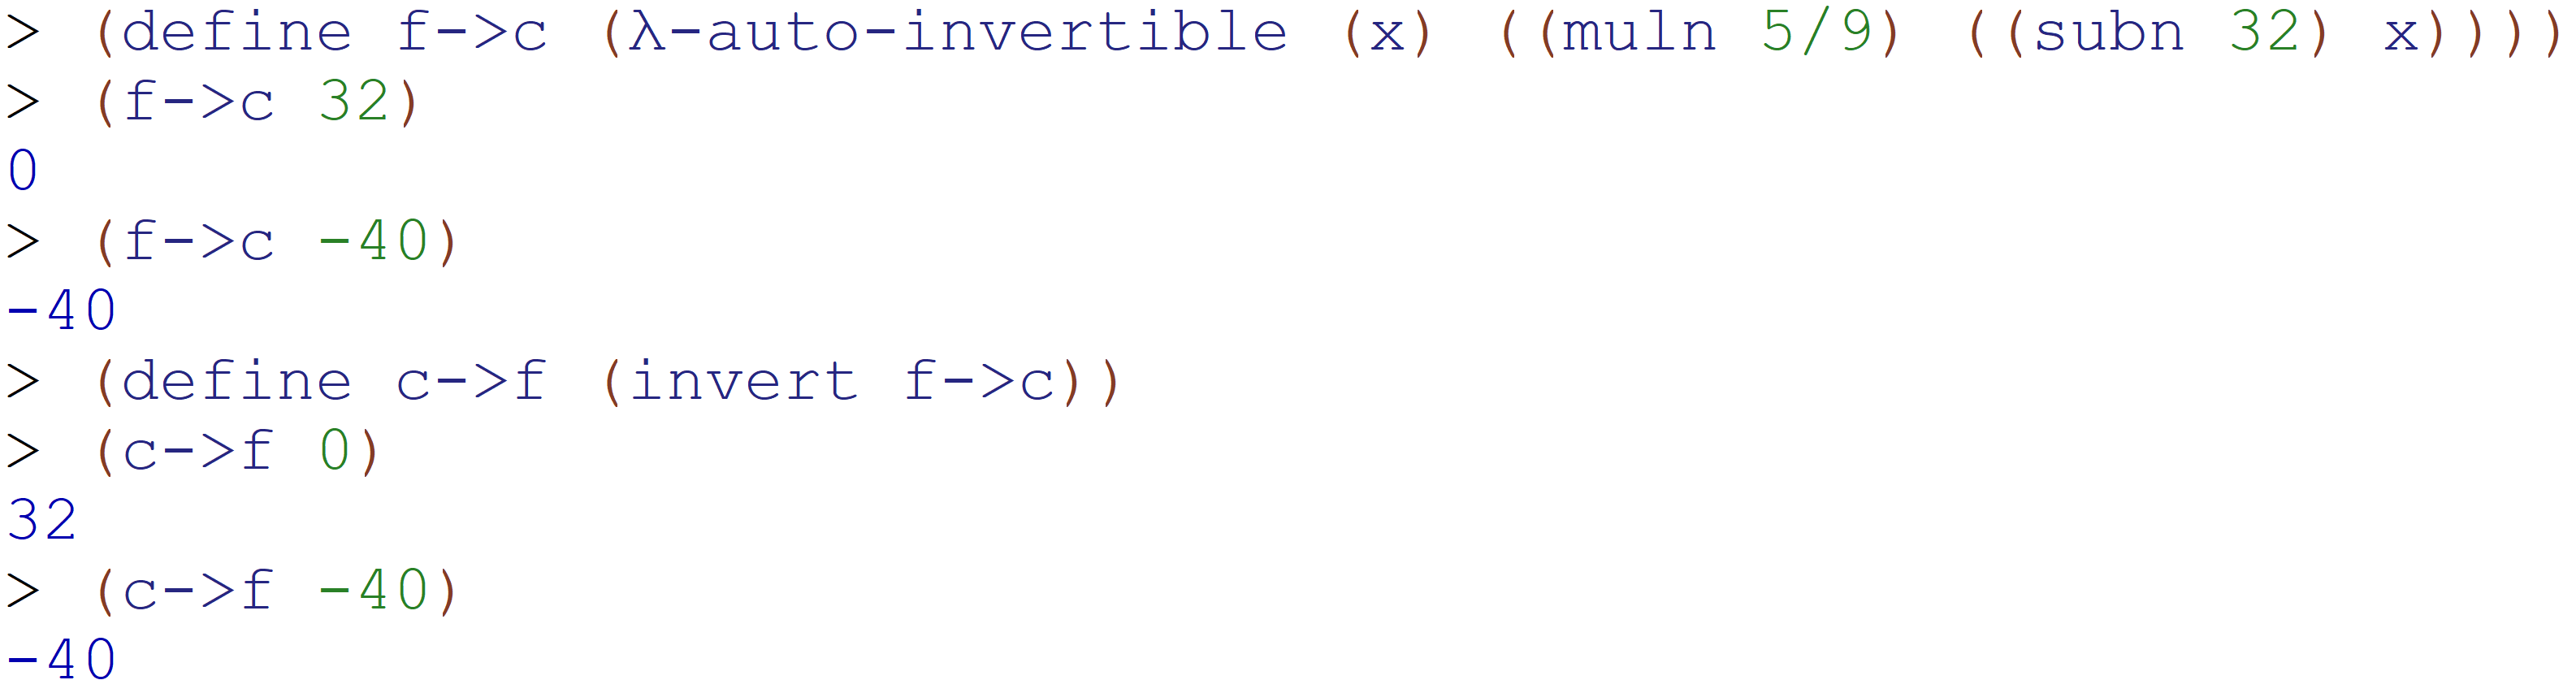 > (define f->c (λ-auto-invertible (x) ((muln 5/9) ((subn 32) x))))
> (f->c 32)
0
> (f->c -40)
-40
> (define c->f (invert f->c))
> (c->f 0)
32
> (c->f -40)
-40